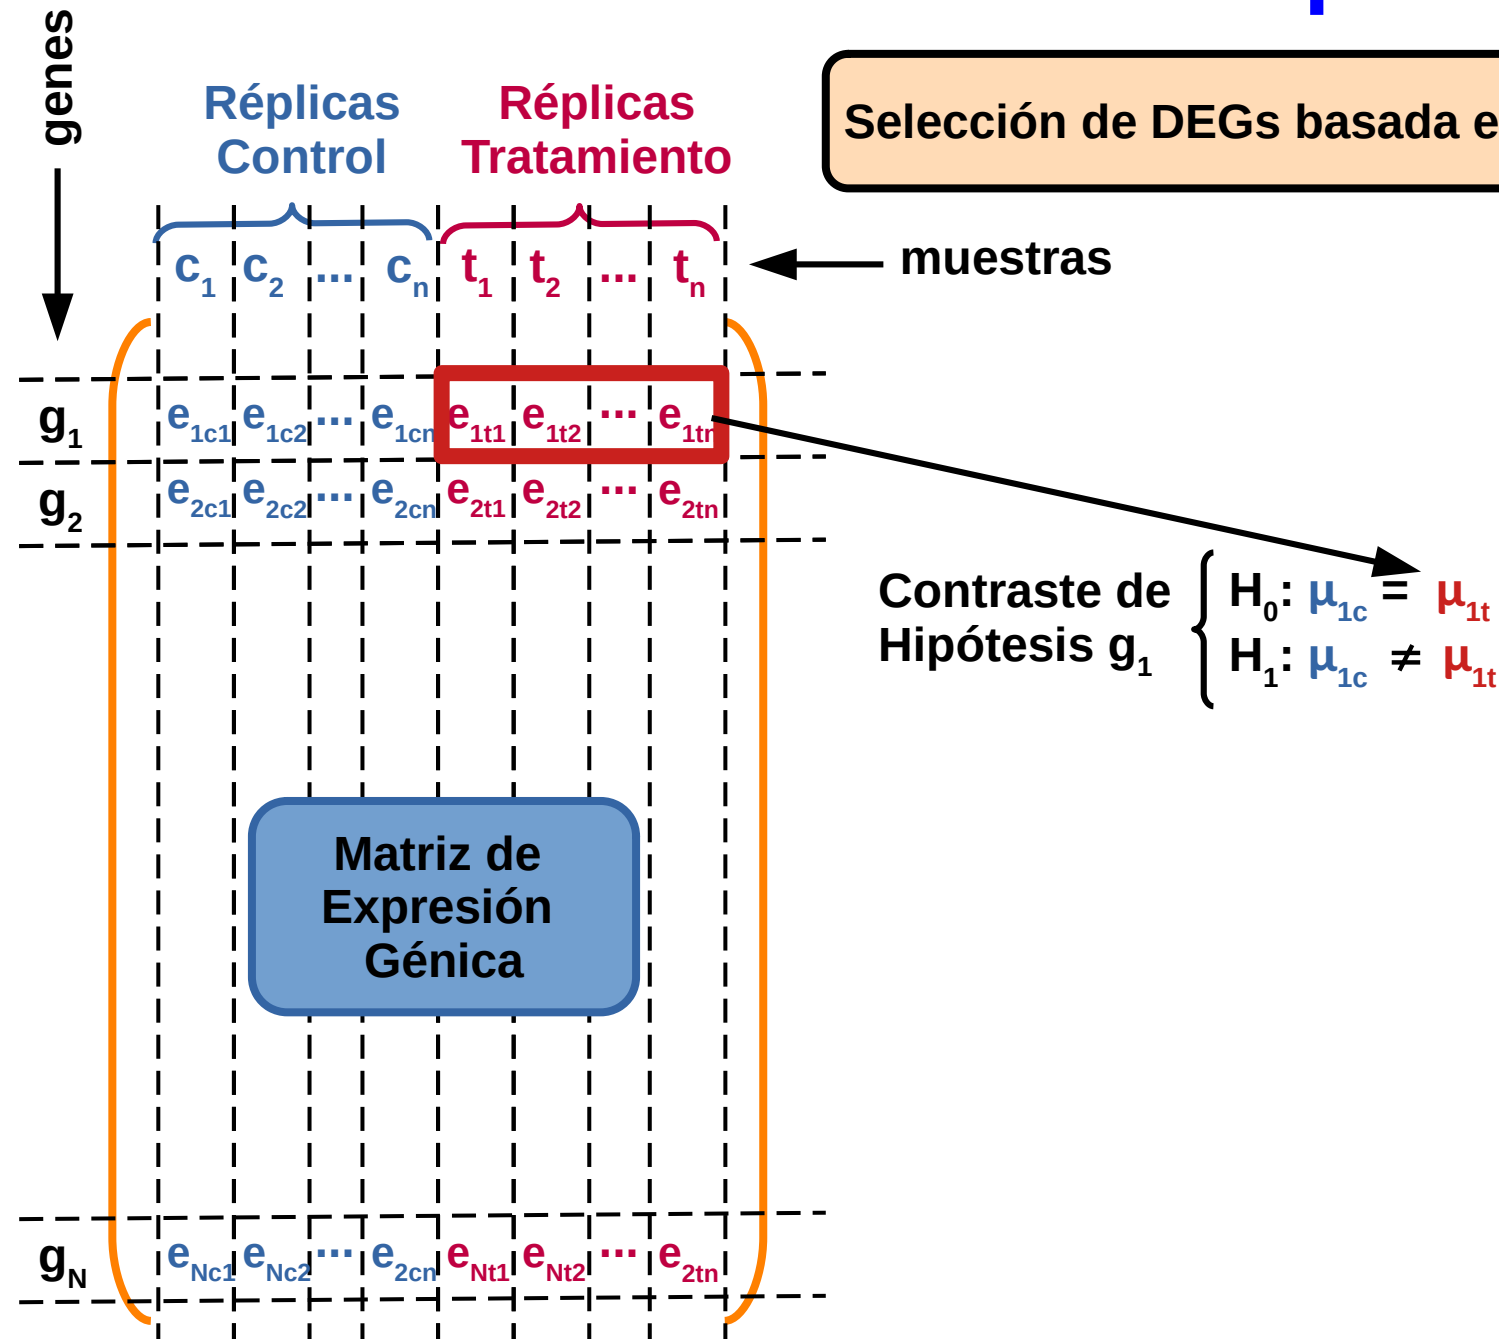 genes
Réplicas
Control
Réplicas
Tratamiento
Selección de DEGs basada e
c1 c2 ... cn t1 t2 ... tn
muestras
g1 e1c1 e1c2 ... e1cn e1t1 e1t2 ... e1tn
g2 e2c1 e2c2 ... e2cn e2t1 e2t2 ... e2tn
Contraste de
Hipótesis g1
H0: μ1c = μ1t
H1: μ1c ≠ μ1t
Matriz de
Expresión
Génica
gN eNc1 eNc2 ... e2cn eNt1 eNt2 ... e2tn